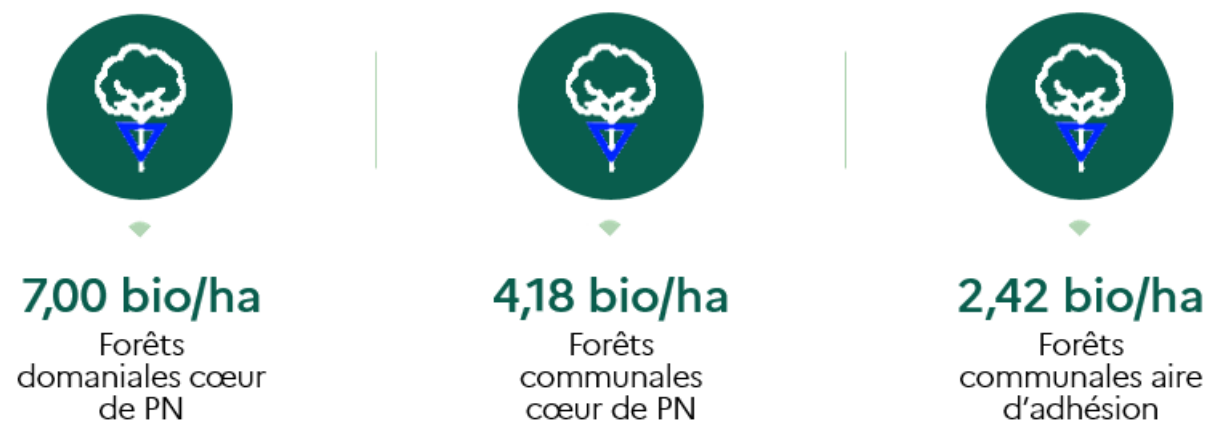 7,00 bio/ha
Forêts
domaniales cœur
de PN
4,18 bio/ha
Forêts
communales
cœur de PN
2,42 bio/ha
Forêts
communales aire
d'adhésion